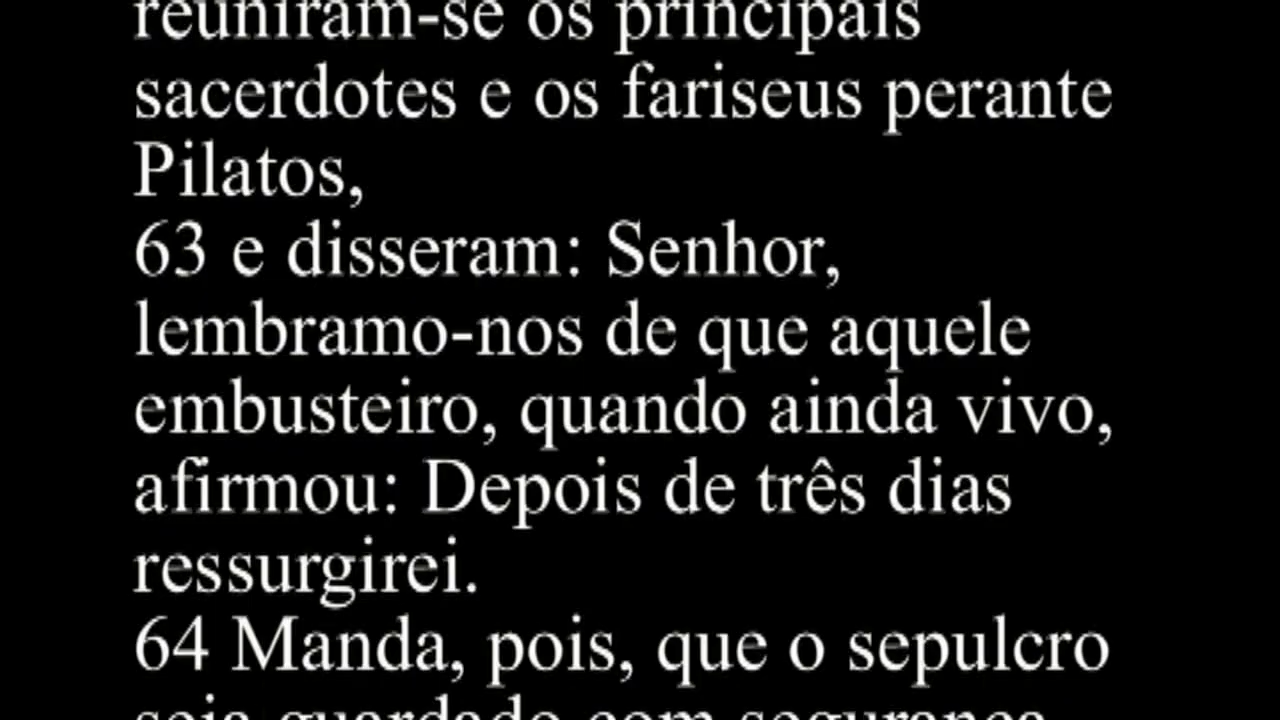 reuniram-se os principais
sacerdotes e os fariseus perante
Pilatos,
63 e disseram: Senhor,
lembramo-nos de que aquele
embusteiro, quando ainda vivo,
afirmou: Depois de três dias
ressurgirei.
64 Manda, pois, que o sepulcro
seja guardado com segurança